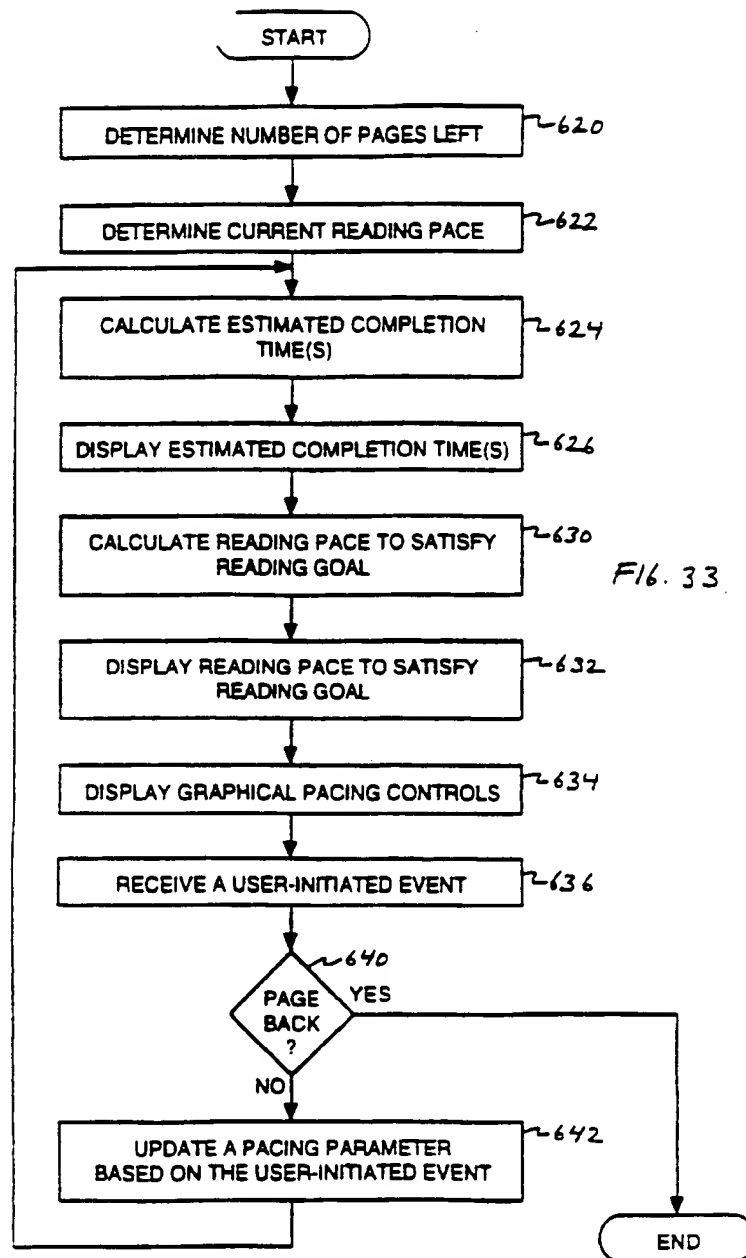 START
DETERMINE NUMBER OF PAGES LEFT
620
DETERMINE CURRENT READING PACE
622
CALCULATE ESTIMATED COMPLETION
TIME(S)
624
DISPLAY ESTIMATED COMPLETION TIME(S)
626
CALCULATE READING PACE TO SATISFY
READING GOAL
630
FIG. 33
DISPLAY READING PACE TO SATISFY
READING GOAL
632
DISPLAY GRAPHICAL PACING CONTROLS
634
RECEIVE A USER-INITIATED EVENT
636
640
PAGE
BACK
?
YES
NO
UPDATE A PACING PARAMETER
BASED ON THE USER-INITIATED EVENT
642
END